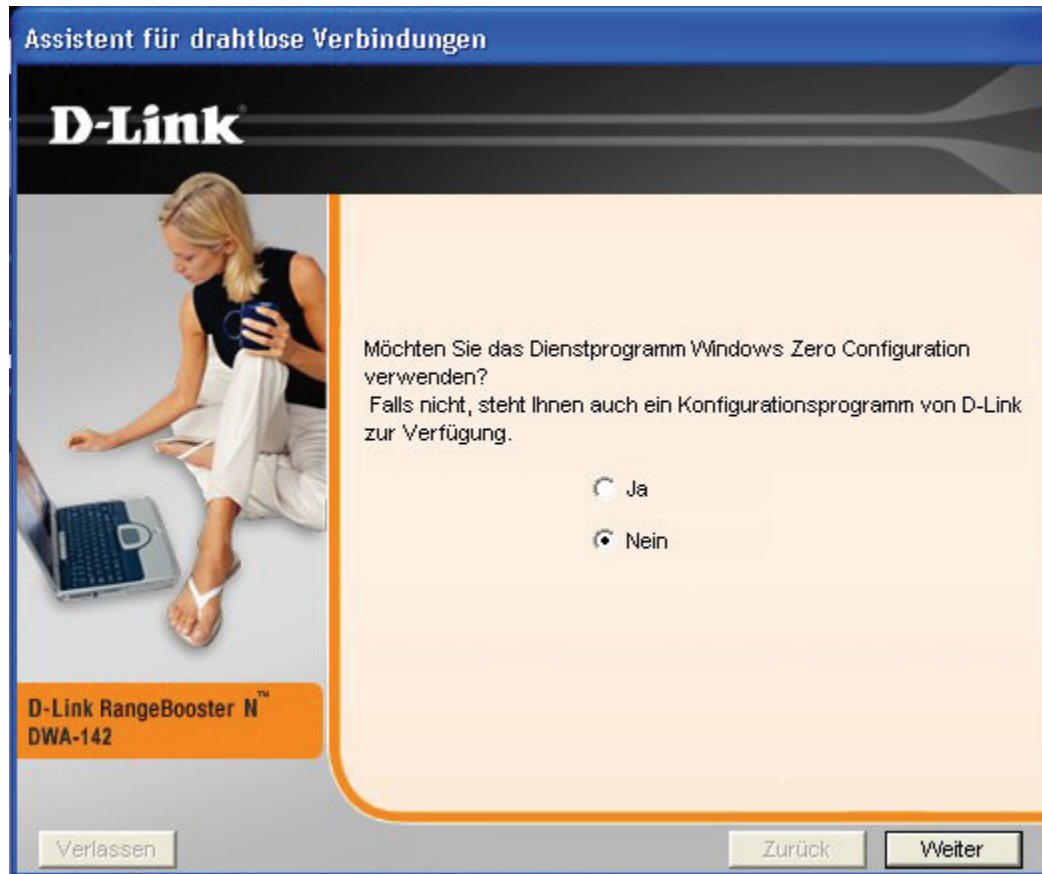 Assistent für drahtlose Verbindungen
D-Link®
Möchten Sie das Dienstprogramm Windows Zero Configuration
verwenden?
Falls nicht, steht Ihnen auch ein Konfigurationsprogramm von D-Link
zur Verfügung.
Ja
Nein
D-Link RangeBooster N™
DWA-142
Verlassen
Zurück
Weiter